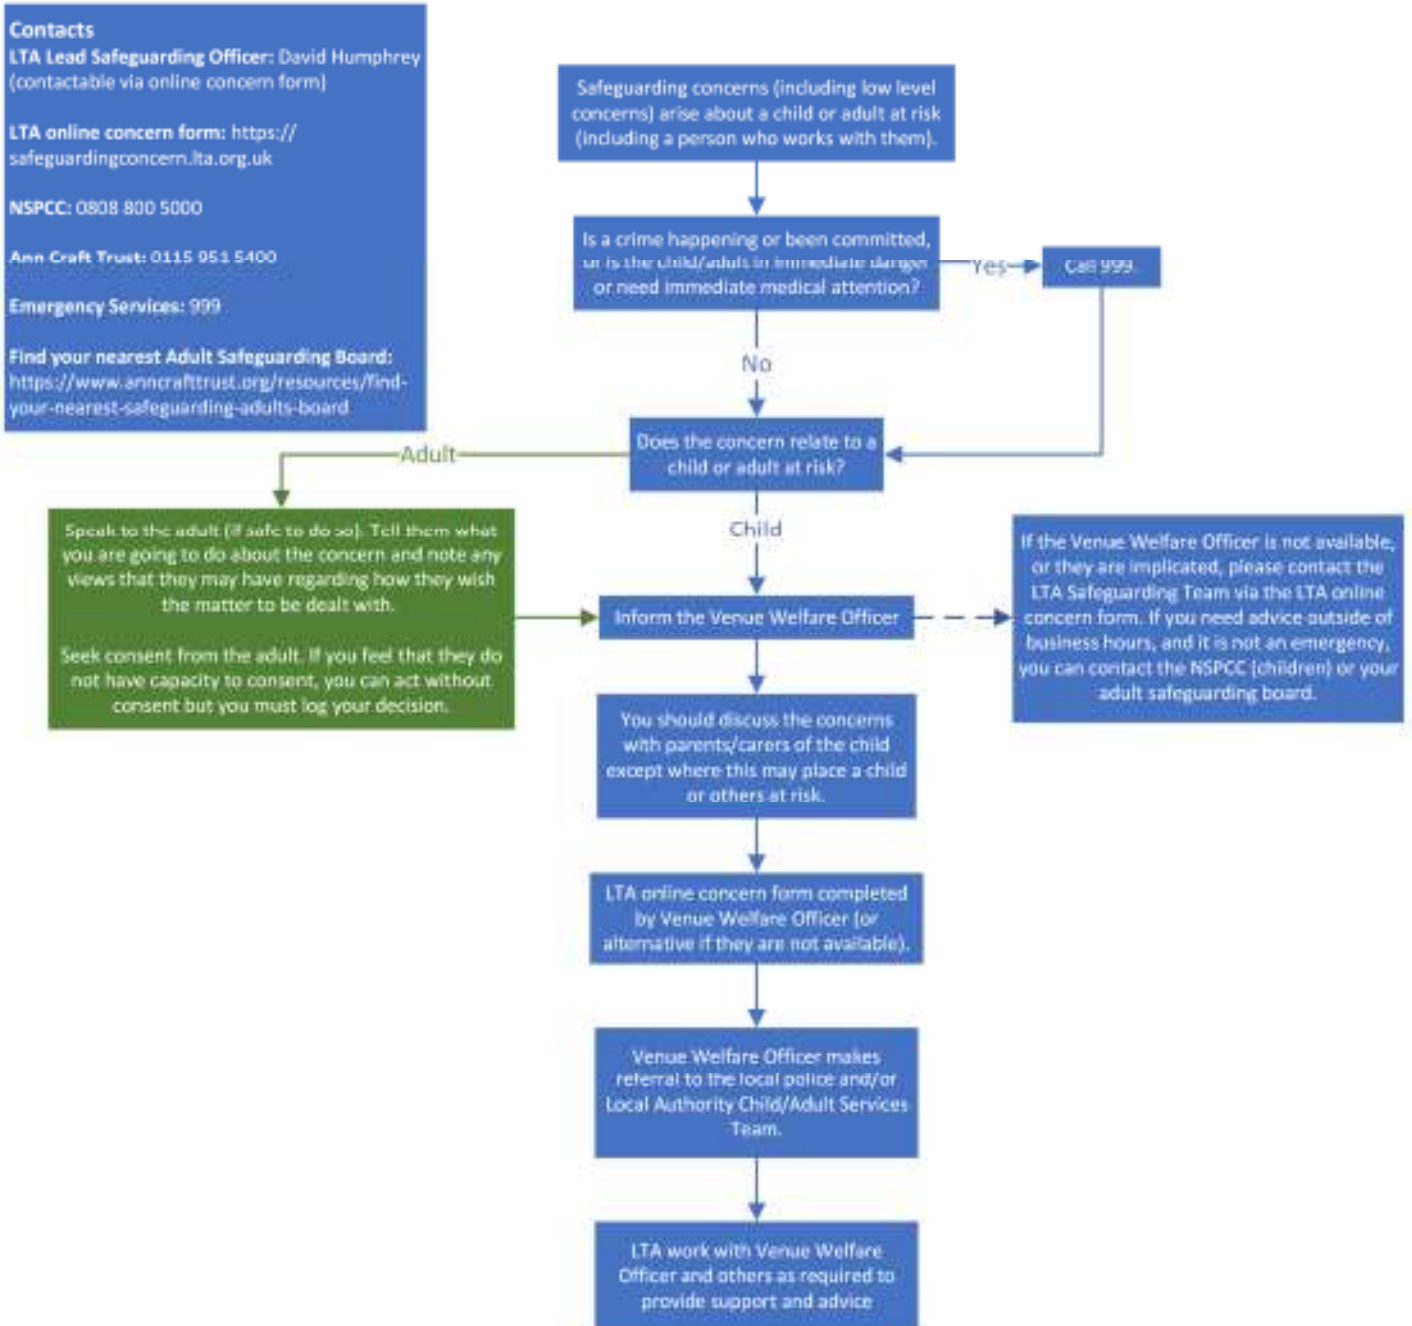 Contacts
LTA Lead Safeguarding Officer: David Humphrey
(contactable via online concern form)
LTA online concern form: https://
safeguardingconcern.lta.org.uk
NSPCC: 0808 800 5000
Ann Craft Trust: 0115 951 5400
Emergency Services: 999
Find your nearest Adult Safeguarding Board:
https://www.anncrafttrust.org/resources/find-
your-nearest-safeguarding-adults-board
Safeguarding concerns (including low level
concerns) arise about a child or adult at risk
(including a person who works with them).
Is a crime happening or been committed,
or is the child/adult in immediate danger
or need immediate medical attention?
Yes
Call 999.
No
Does the concern relate to a
child or adult at risk?
Adult
Child
Speak to the adult (if safe to do so). Tell them what
you are going to do about the concern and note any
views that they may have regarding how they wish
the matter to be dealt with.
Seek consent from the adult. If you feel that they do
not have capacity to consent, you can act without
consent but you must log your decision.
Inform the Venue Welfare Officer
If the Venue Welfare Officer is not available,
or they are implicated, please contact the
LTA Safeguarding Team via the LTA online
concern form. If you need advice outside of
business hours, and it is not an emergency,
you can contact the NSPCC (children) or your
adult safeguarding board.
You should discuss the concerns
with parents/carers of the child
except where this may place a child
or others at risk.
LTA online concern form completed
by Venue Welfare Officer (or
alternative if they are not available).
Venue Welfare Officer makes
referral to the local police and/or
Local Authority Child/Adult Services
Team.
LTA work with Venue Welfare
Officer and others as required to
provide support and advice